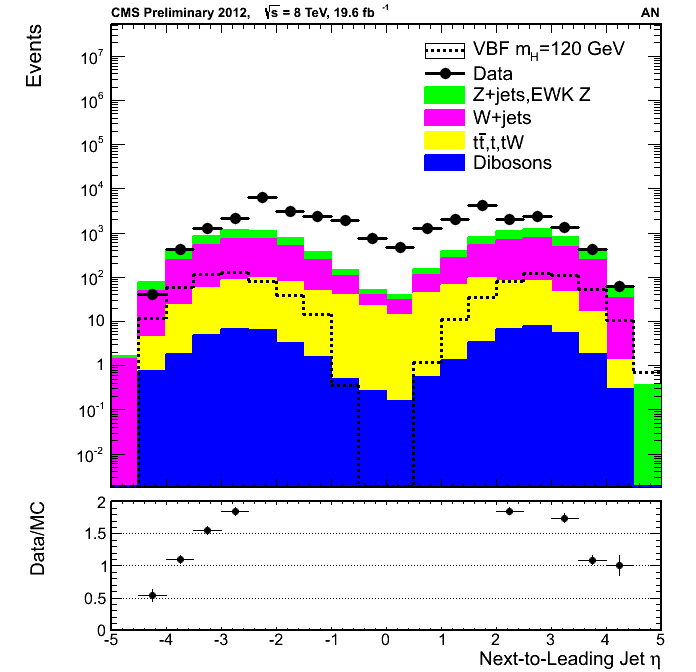 CMS Preliminary 2012, √s = 8 TeV, 19.6 fb⁻¹ AN
Events
10⁷
10⁶
10⁵
10⁴
10³
10²
10
1
10⁻¹
10⁻²
VBF m_H=120 GeV
Data
Z+jets,EWK Z
W+jets
tt̄,t,tW
Dibosons
Data/MC
2
1.5
1
0.5
0
-5 -4 -3 -2 -1 0 1 2 3 4 5
Next-to-Leading Jet η